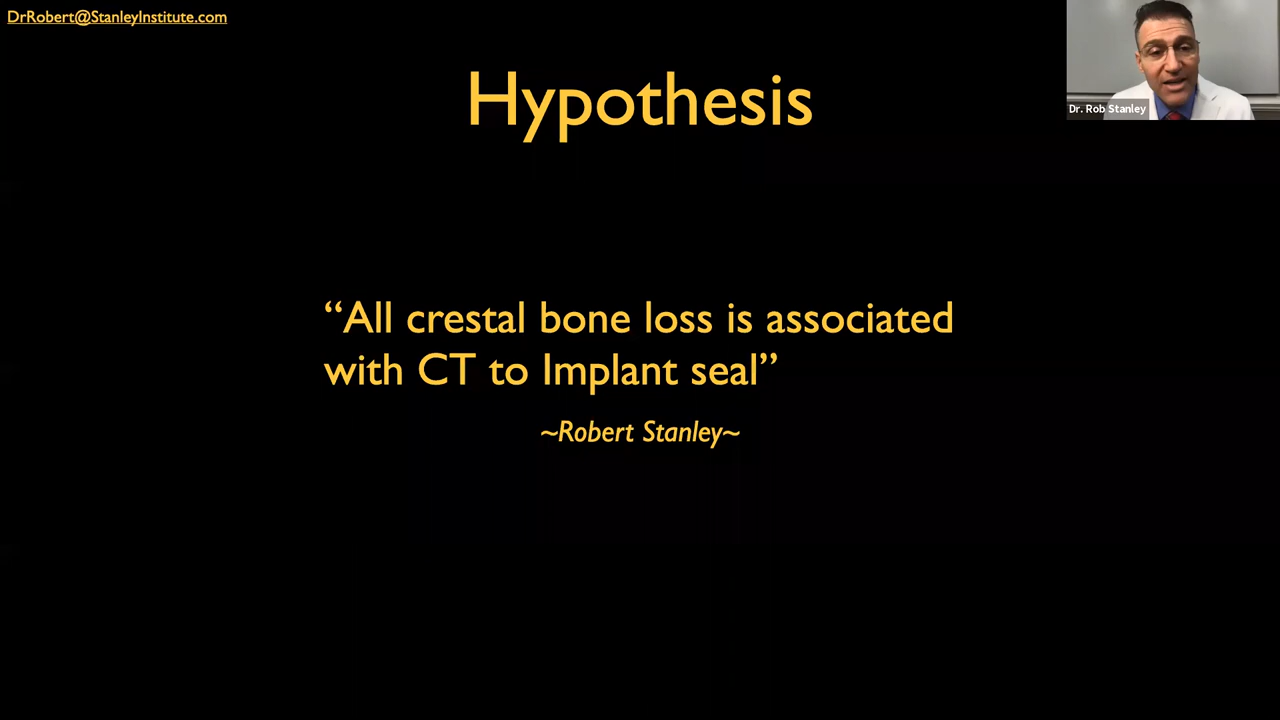 DrRobert@StanleyInstitute.com
Dr. Rob Stanley
Hypothesis
“All crestal bone loss is associated
with CT to Implant seal”
~Robert Stanley~